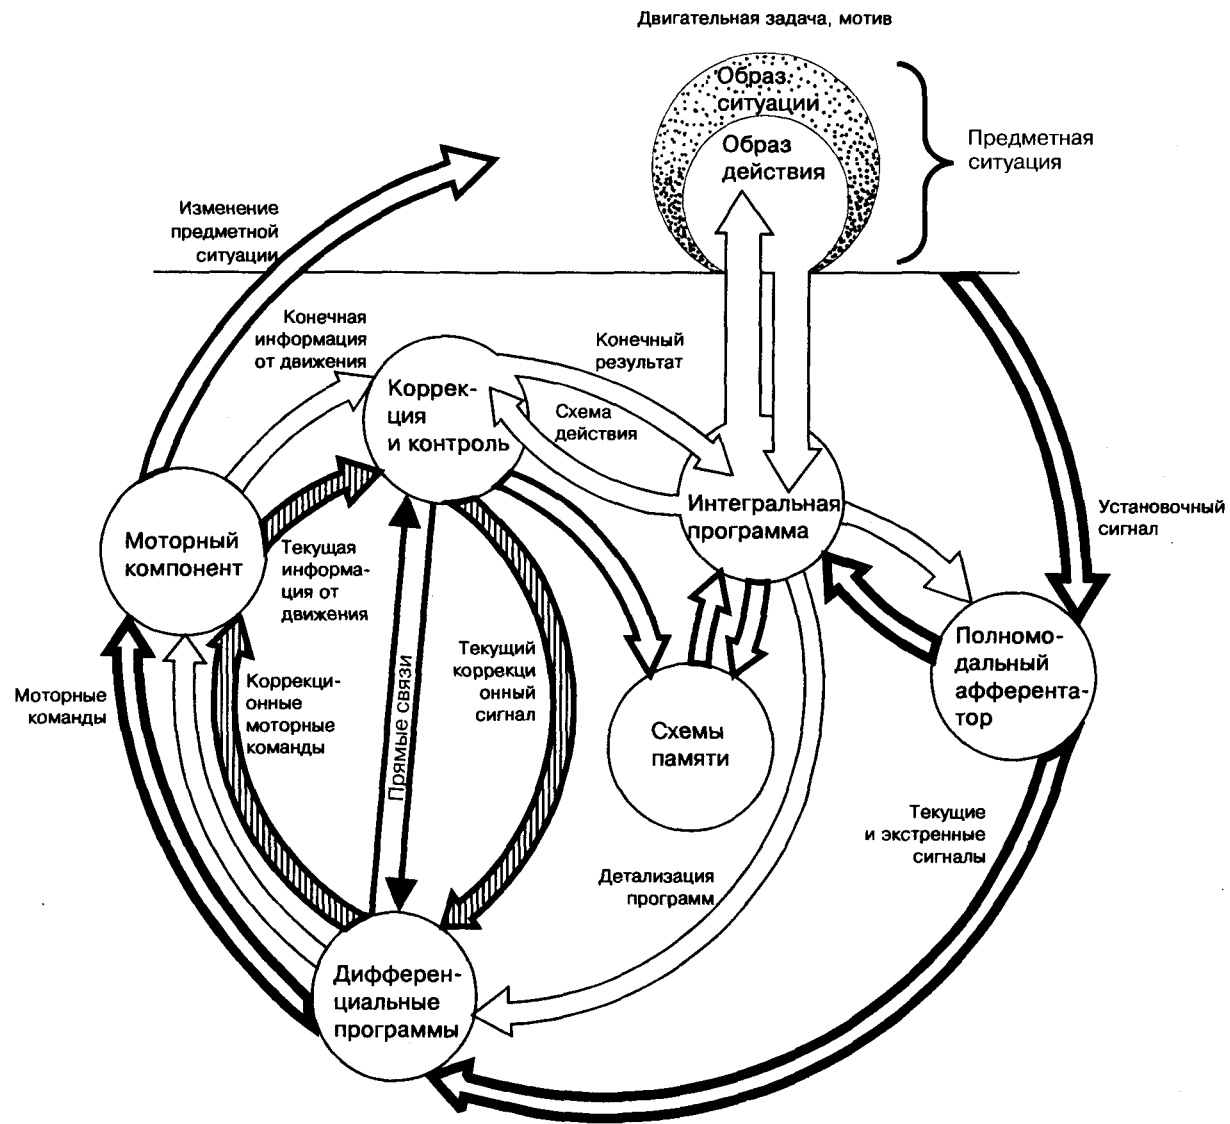 Двигательная задача, мотив
Образ
ситуации
Образ
действия
Предметная
ситуация
Изменение
предметной
ситуации
Конечная
информация
от движения
Конечный
результат
Коррек-
ция
и контроль
Схема
действия
Интегральная
программа
Установочный
сигнал
Моторный
компонент
Текущая
информа-
ция от
движения
Полномо-
дальный
афферента-
тор
Текущий
коррекци
онный
сигнал
Моторные
команды
Коррекци-
онные
моторные
команды
Прямые связи
Схемы
памяти
Текущие
и экстренные
сигналы
Детализация
программ
Дифферен-
циальные
программы